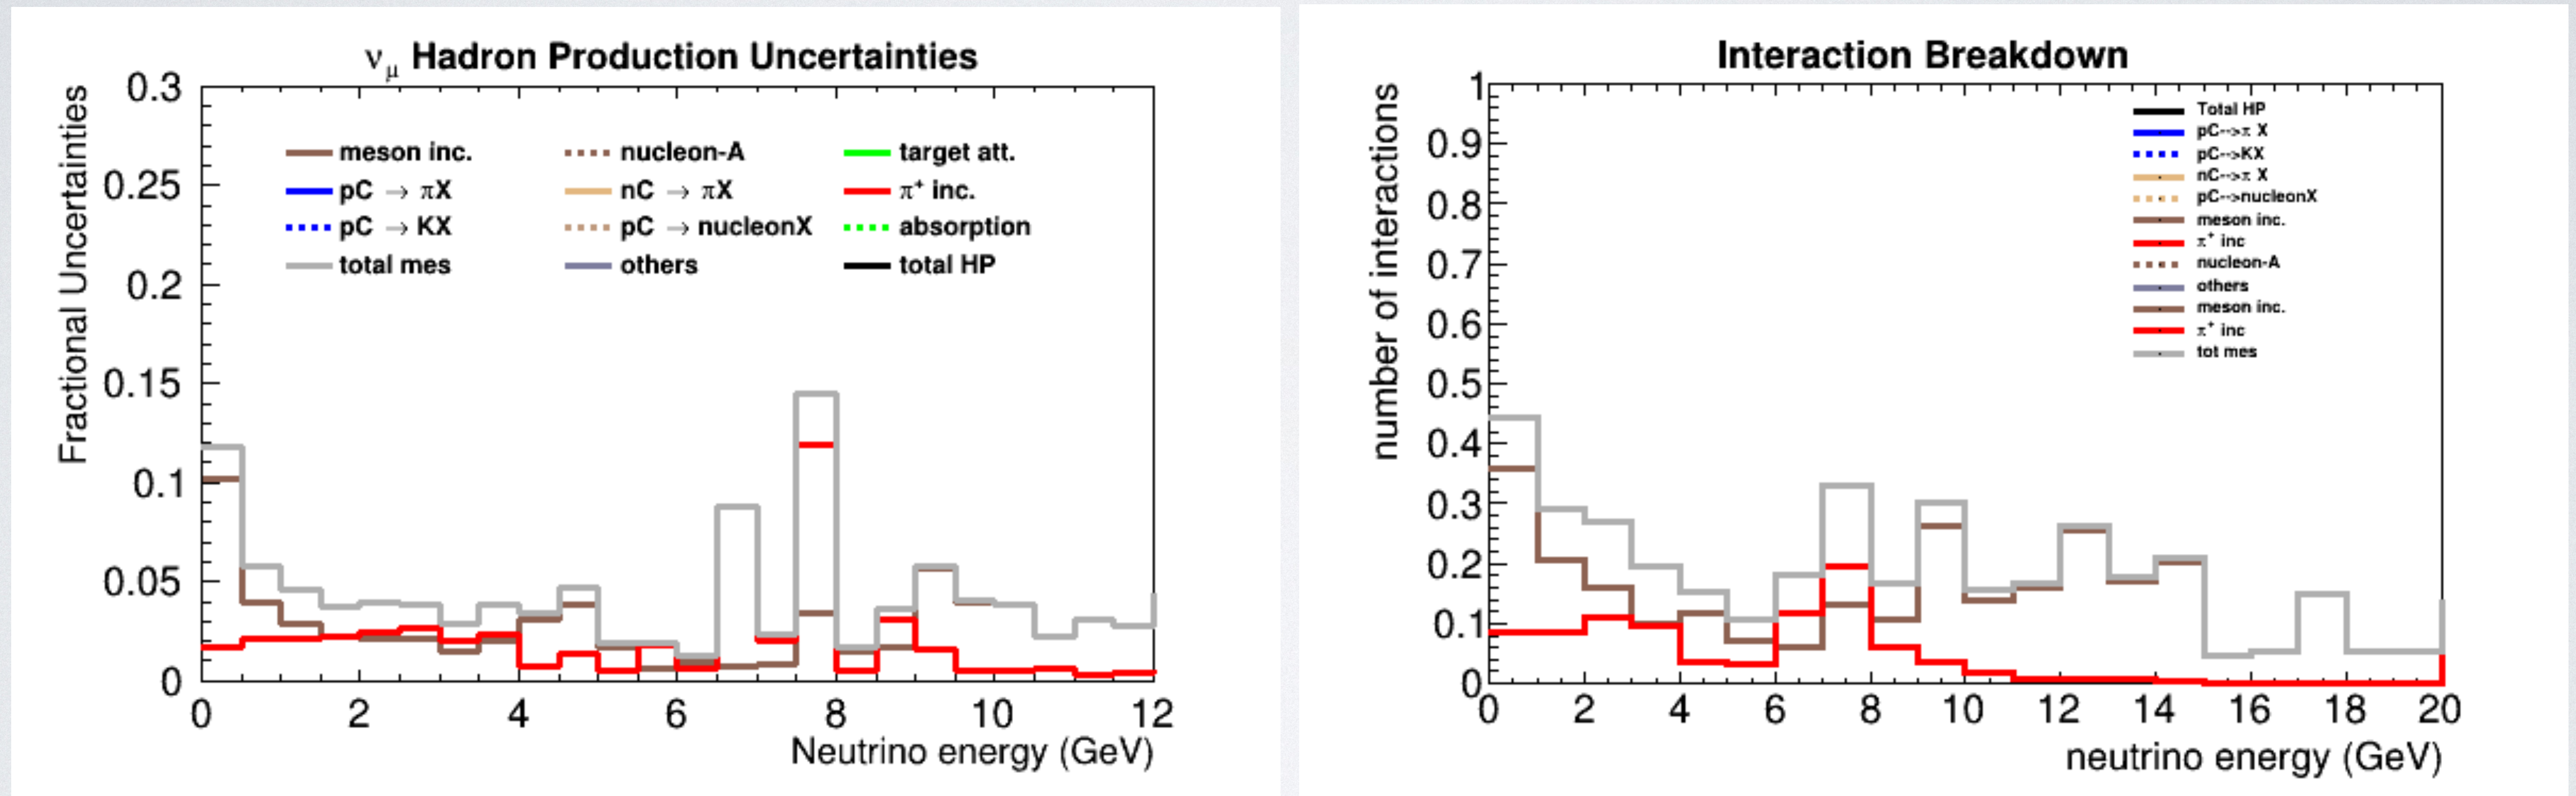 νμ Hadron Production Uncertainties
Fractional Uncertainties
0.3
0.25
0.2
0.15
0.1
0.05
0
meson inc. nucleon-A target att.
pC → πX nC → πX π+ inc.
pC → KX pC → nucleonX absorption
total mes others total HP
0 2 4 6 8 10 12
Neutrino energy (GeV)
Interaction Breakdown
number of interactions
1
0.9
0.8
0.7
0.6
0.5
0.4
0.3
0.2
0.1
0
Total HP
pC-->π X
pC-->KX
nC-->π X
pC-->nucleonX
meson inc.
π+ inc
nucleon-A
others
meson inc.
π+ inc
tot mes
0 2 4 6 8 10 12 14 16 18 20
neutrino energy (GeV)